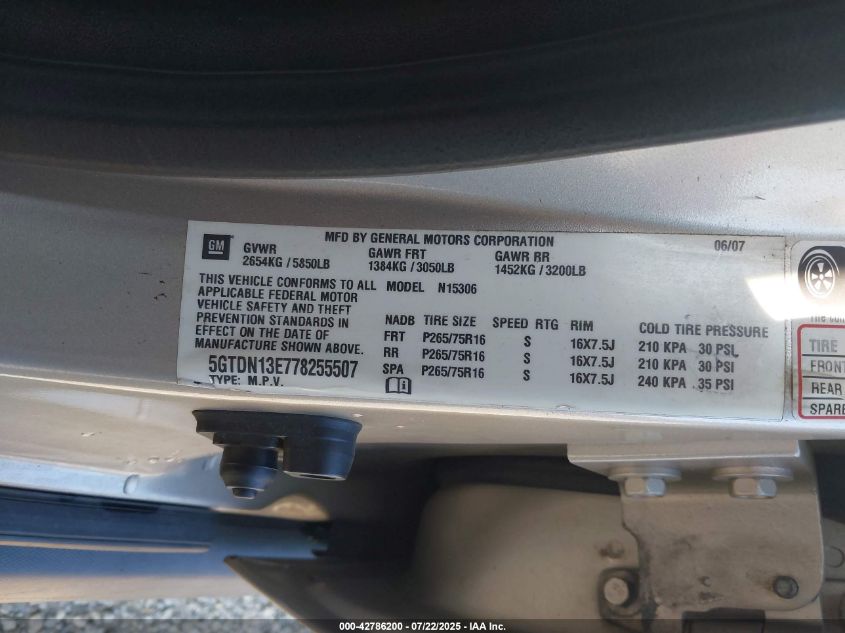 GM
MFD BY GENERAL MOTORS CORPORATION 06/07
GVWR GAWR FRT GAWR RR
2654KG / 5850LB 1384KG / 3050LB 1452KG / 3200LB
THIS VEHICLE CONFORMS TO ALL
APPLICABLE FEDERAL MOTOR
VEHICLE SAFETY AND THEFT
PREVENTION STANDARDS IN
EFFECT ON THE DATE OF
MANUFACTURE SHOWN ABOVE.
5GTDN13E778255507
TYPE: M.P.V.
MODEL N15306
NADB TIRE SIZE SPEED RTG RIM COLD TIRE PRESSURE
FRT P265/75R16 S 16X7.5J 210 KPA 30 PSI
RR P265/75R16 S 16X7.5J 210 KPA 30 PSI
SPA P265/75R16 S 16X7.5J 240 KPA 35 PSI
TIRE
FRONT
REAR
SPARE
000-42786200 - 07/22/2025 - IAA Inc.